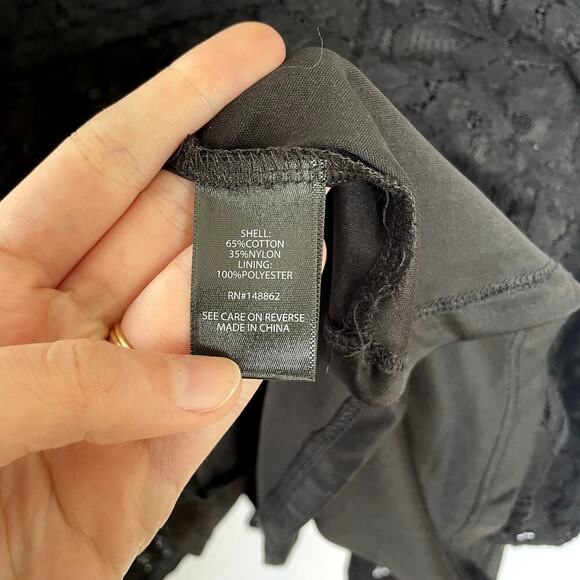 SHELL:
65%COTTON
35%NYLON
LINING:
100%POLYESTER
RN#148862
SEE CARE ON REVERSE
MADE IN CHINA